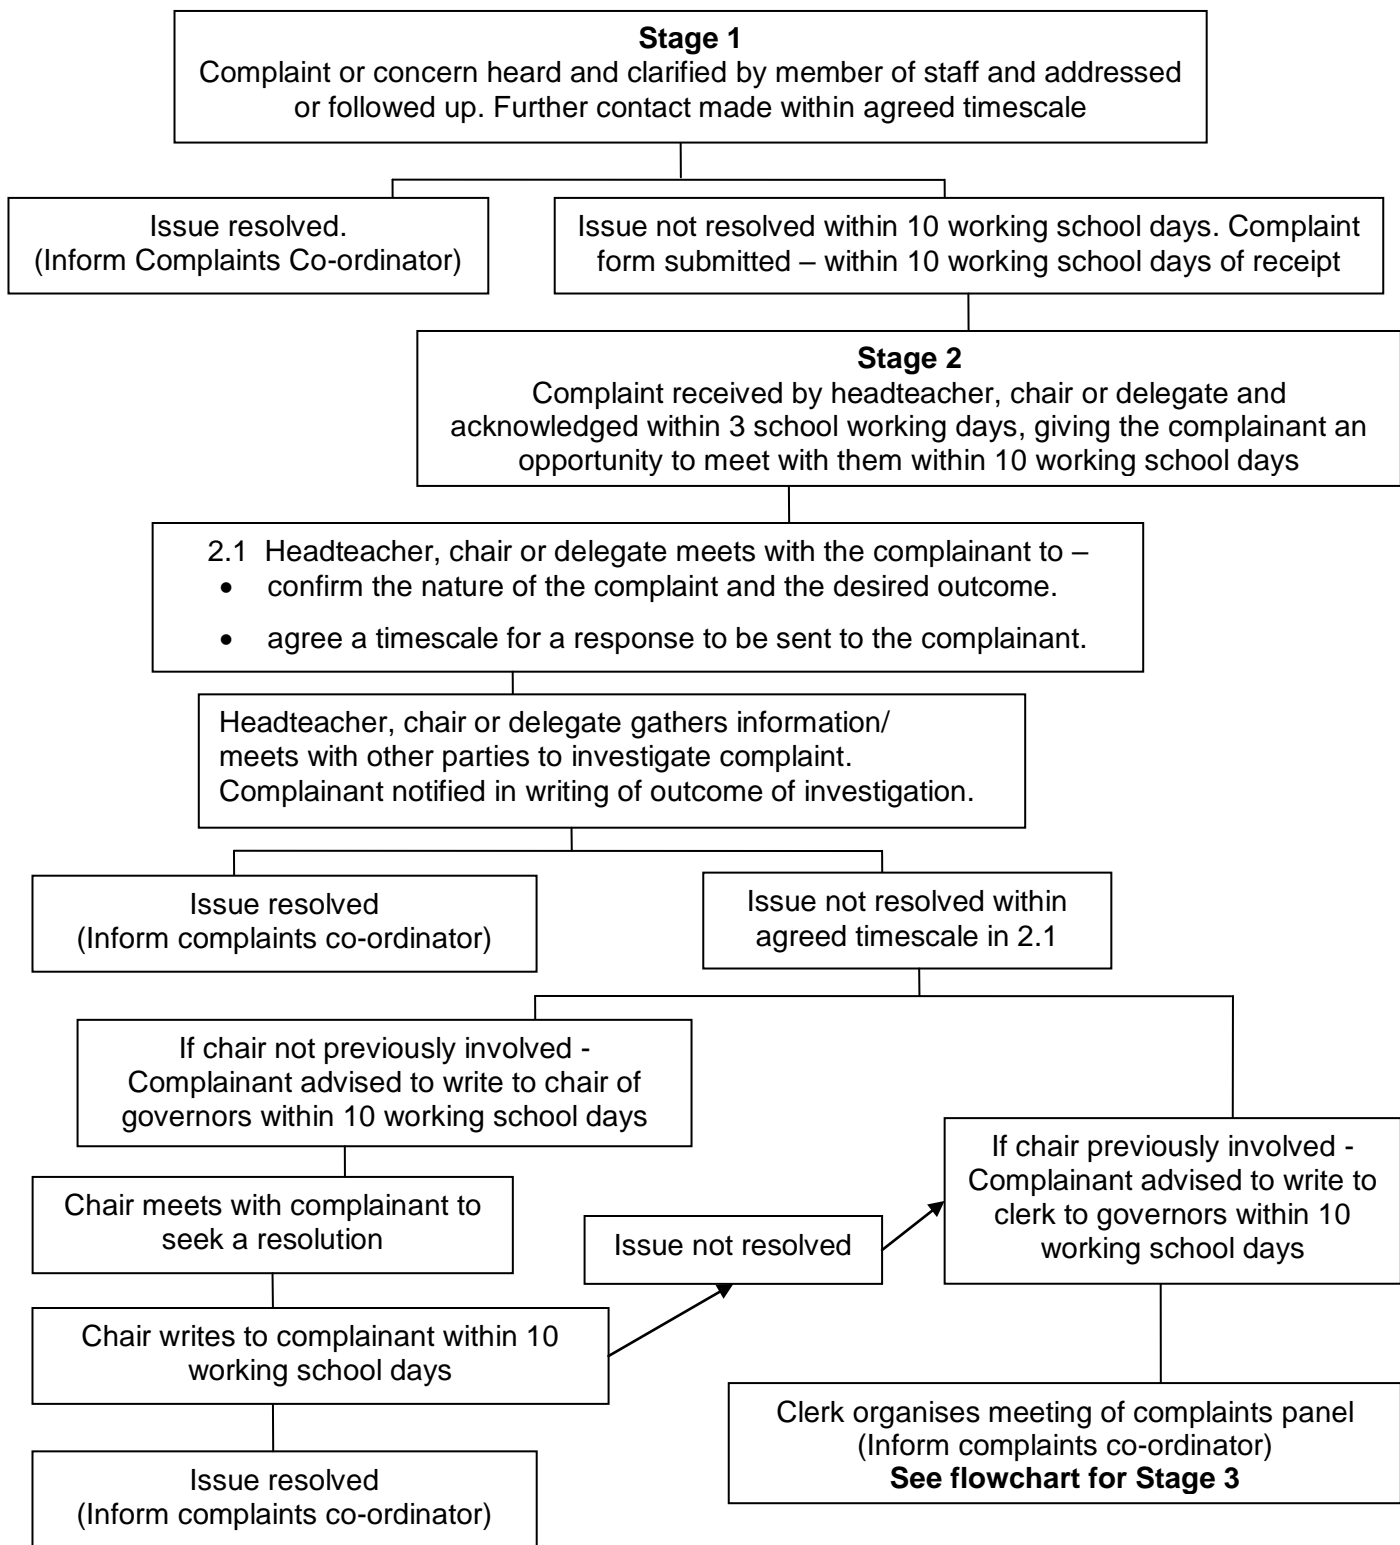 Stage 1
Complaint or concern heard and clarified by member of staff and addressed
or followed up. Further contact made within agreed timescale
Issue resolved.
(Inform Complaints Co-ordinator)
Issue not resolved within 10 working school days. Complaint
form submitted – within 10 working school days of receipt
Stage 2
Complaint received by headteacher, chair or delegate and
acknowledged within 3 school working days, giving the complainant an
opportunity to meet with them within 10 working school days
2.1 Headteacher, chair or delegate meets with the complainant to –
• confirm the nature of the complaint and the desired outcome.
• agree a timescale for a response to be sent to the complainant.
Headteacher, chair or delegate gathers information/
meets with other parties to investigate complaint.
Complainant notified in writing of outcome of investigation.
Issue resolved
(Inform complaints co-ordinator)
Issue not resolved within
agreed timescale in 2.1
If chair not previously involved -
Complainant advised to write to chair of
governors within 10 working school days
If chair previously involved -
Complainant advised to write to
clerk to governors within 10
working school days
Chair meets with complainant to
seek a resolution
Issue not resolved
Chair writes to complainant within 10
working school days
Clerk organises meeting of complaints panel
(Inform complaints co-ordinator)
See flowchart for Stage 3
Issue resolved
(Inform complaints co-ordinator)